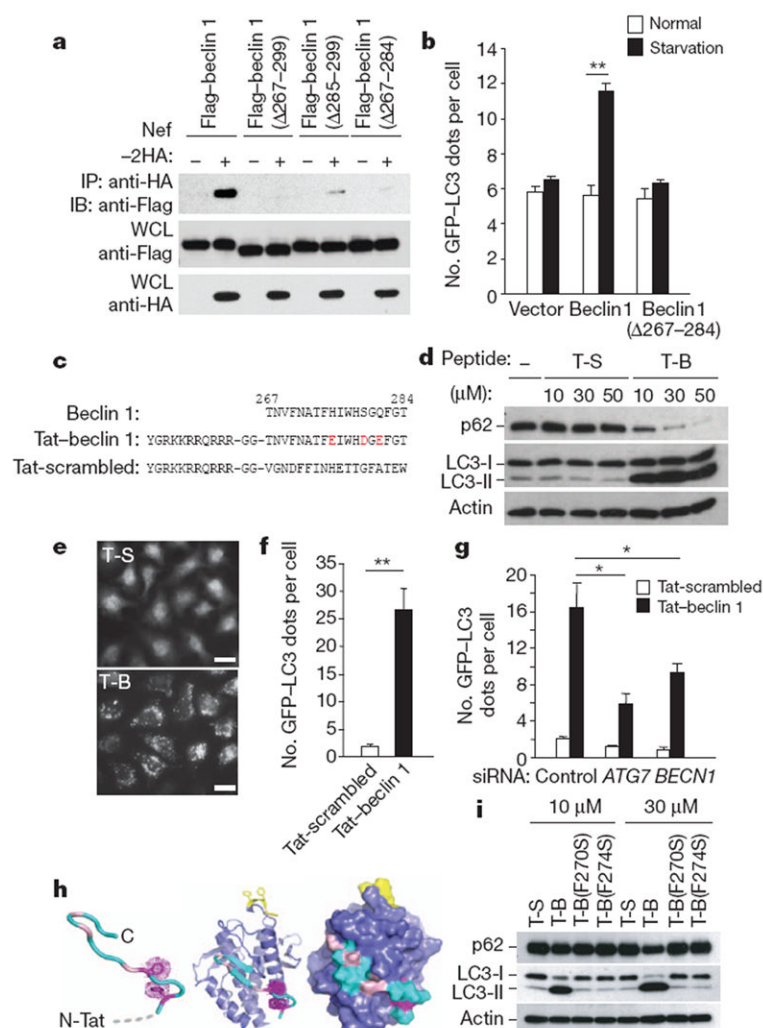 a
Flag–beclin 1
Flag–beclin 1 (Δ267–299)
Flag–beclin 1 (Δ285–299)
Flag–beclin 1 (Δ267–284)
Nef
–2HA: – + – + – + – +
IP: anti-HA
IB: anti-Flag
WCL
anti-Flag
WCL
anti-HA
b
Normal
Starvation
No. GFP–LC3 dots per cell
14
12
10
8
6
4
2
0
**
Vector Beclin 1 Beclin 1
(Δ267–284)
c
267 284
Beclin 1: TNVFNATFHIWHSGQFGT
Tat–beclin 1: YGRKKRRQRRR-GG-TNVFNATFEIWHDGEFGT
Tat-scrambled: YGRKKRRQRRR-GG-VGNDFFINHETTGFATEW
d
Peptide: – T-S T-B
(μM): 10 30 50 10 30 50
p62
LC3-I
LC3-II
Actin
e
T-S
T-B
f
No. GFP–LC3 dots per cell
35
30
25
20
15
10
5
0
**
Tat-scrambled
Tat–beclin 1
g
No. GFP–LC3
dots per cell
20
16
12
8
4
0
*
*
Tat-scrambled
Tat–beclin 1
siRNA: Control ATG7 BECN1
h
C
N-Tat
i
10 μM 30 μM
T-S
T-B
T-B(F270S)
T-B(F274S)
T-S
T-B
T-B(F270S)
T-B(F274S)
p62
LC3-I
LC3-II
Actin